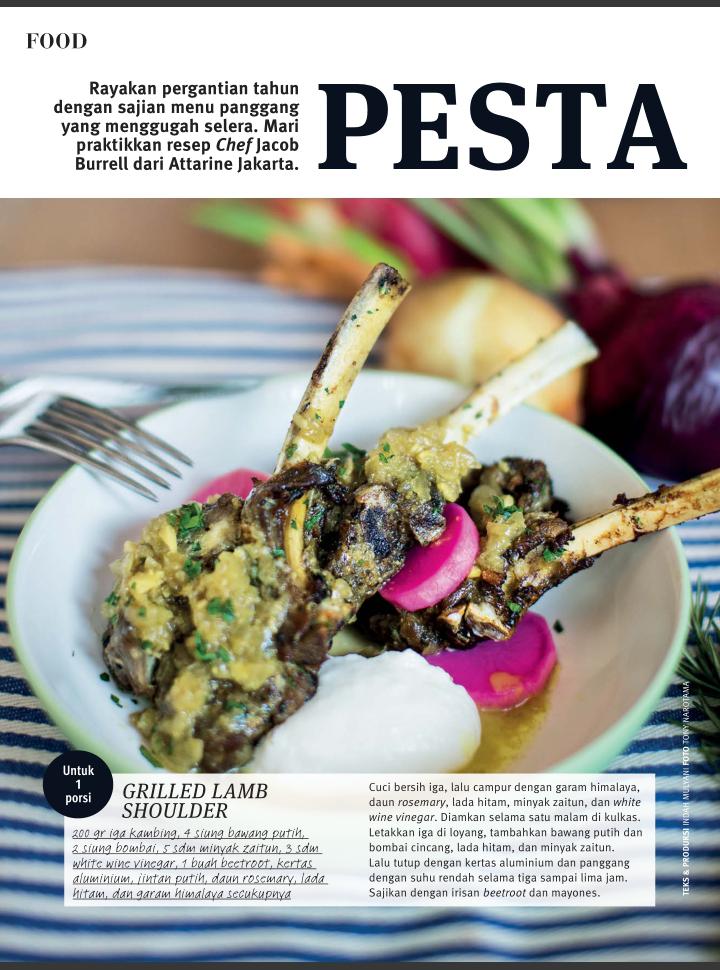 FOOD
Rayakan pergantian tahun
dengan sajian menu panggang
yang menggugah selera. Mari
praktikkan resep Chef Jacob
Burrell dari Attarine Jakarta.
PESTA
Untuk
1
porsi
GRILLED LAMB
SHOULDER
200 gr iga kambing, 4 siung bawang putih,
2 siung bombai, 5 sdm minyak zaitun, 3 sdm
white wine vinegar, 1 buah beetroot, kertas
aluminium, jintan putih, daun rosemary, lada
hitam, dan garam himalaya secukupnya
Cuci bersih iga, lalu campur dengan garam himalaya,
daun rosemary, lada hitam, minyak zaitun, dan white
wine vinegar. Diamkan selama satu malam di kulkas.
Letakkan iga di loyang, tambahkan bawang putih dan
bombai cincang, lada hitam, dan minyak zaitun.
Lalu tutup dengan kertas aluminium dan panggang
dengan suhu rendah selama tiga sampai lima jam.
Sajikan dengan irisan beetroot dan mayones.
TEKS & PRODUKSI INDAH MULYANI FOTO TONY NAROTAMA